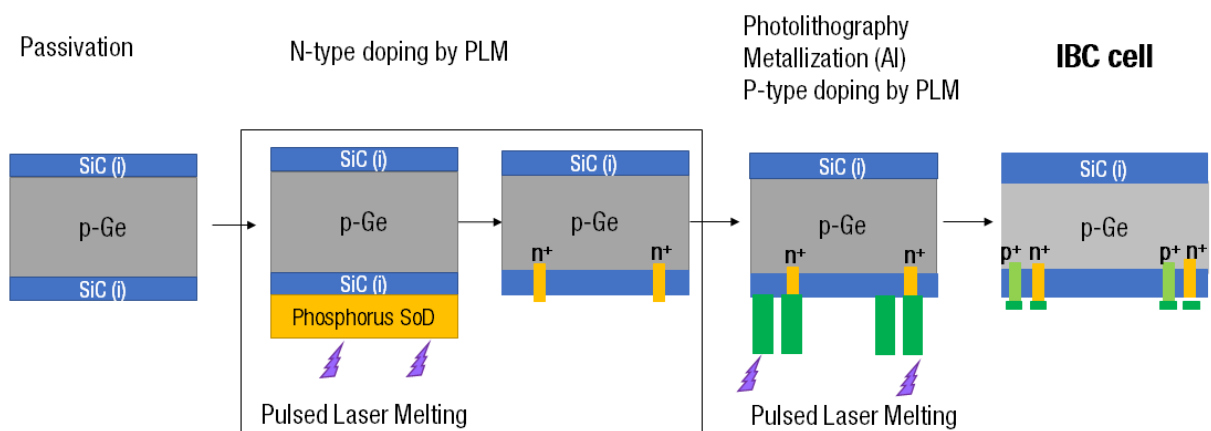 Passivation
N-type doping by PLM
Photolithography
Metallization (Al)
P-type doping by PLM
IBC cell
SiC (i)
p-Ge
SiC (i)
SiC (i)
p-Ge
SiC (i)
Phosphorus SoD
Pulsed Laser Melting
SiC (i)
p-Ge
n+
n+
SiC (i)
p-Ge
n+
n+
Pulsed Laser Melting
SiC (i)
p-Ge
p+ n+
p+ n+